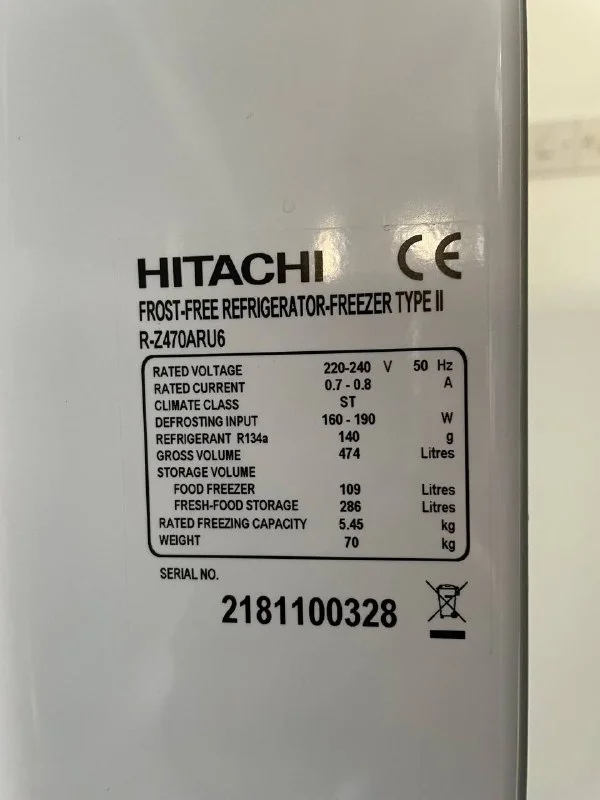 HITACHI CE
FROST-FREE REFRIGERATOR-FREEZER TYPE II
R-Z470ARU6
RATED VOLTAGE 220-240 V 50 Hz
RATED CURRENT 0.7 - 0.8 A
CLIMATE CLASS ST
DEFROSTING INPUT 160 - 190 W
REFRIGERANT R134a 140 g
GROSS VOLUME 474 Litres
STORAGE VOLUME
FOOD FREEZER 109 Litres
FRESH-FOOD STORAGE 286 Litres
RATED FREEZING CAPACITY 5.45 kg
WEIGHT 70 kg
SERIAL NO.
2181100328